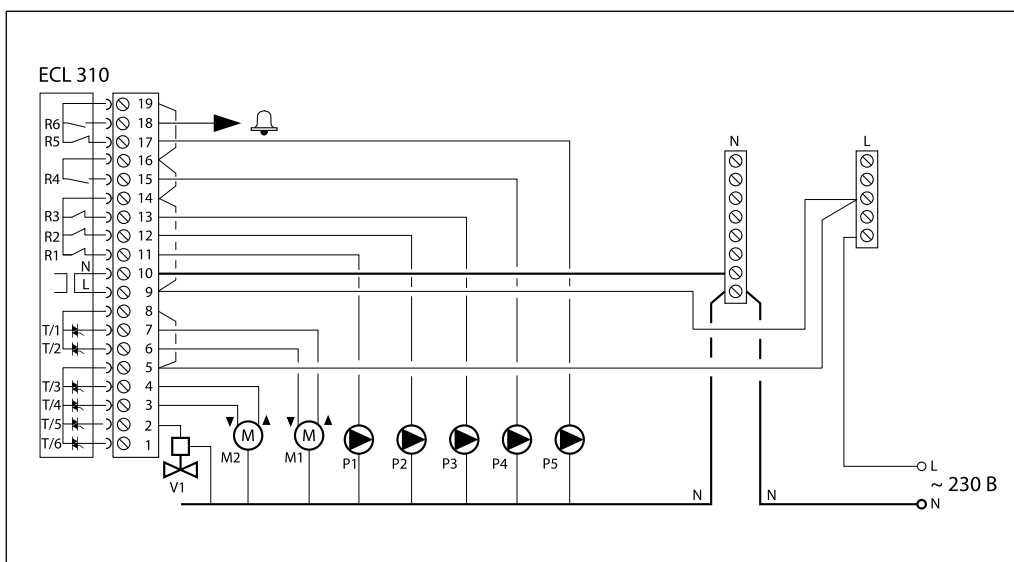 ECL 310
19
R6 18
R5 17
16
R4 15
14
R3 13
R2 12
R1 11
N 10
L 9
8
T/1 7
T/2 6
5
T/3 4
T/4 3
T/5 2
T/6 1
N
L
V1
M
M2
M
M1
P1
P2
P3
P4
P5
N
N
L
~ 230 В
N